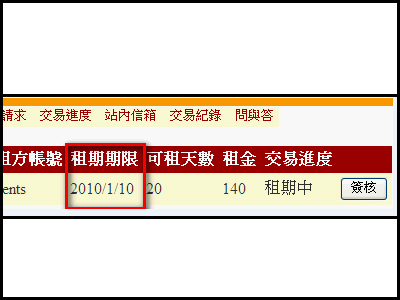 請求 交易進度 站內信箱 交易紀錄 問與答
租方帳號 租期期限 可租天數 租金 交易進度
ents 2010/1/10 20 140 租期中 簽核